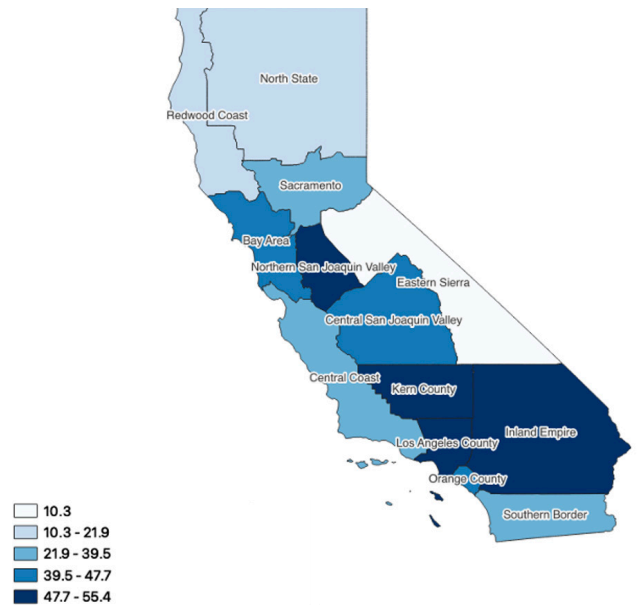 North State
Redwood Coast
Sacramento
Bay Area
Northern San Joaquin Valley
Eastern Sierra
Central San Joaquin Valley
Central Coast
Kern County
Inland Empire
Los Angeles County
Orange County
Southern Border
10.3
10.3 - 21.9
21.9 - 39.5
39.5 - 47.7
47.7 - 55.4